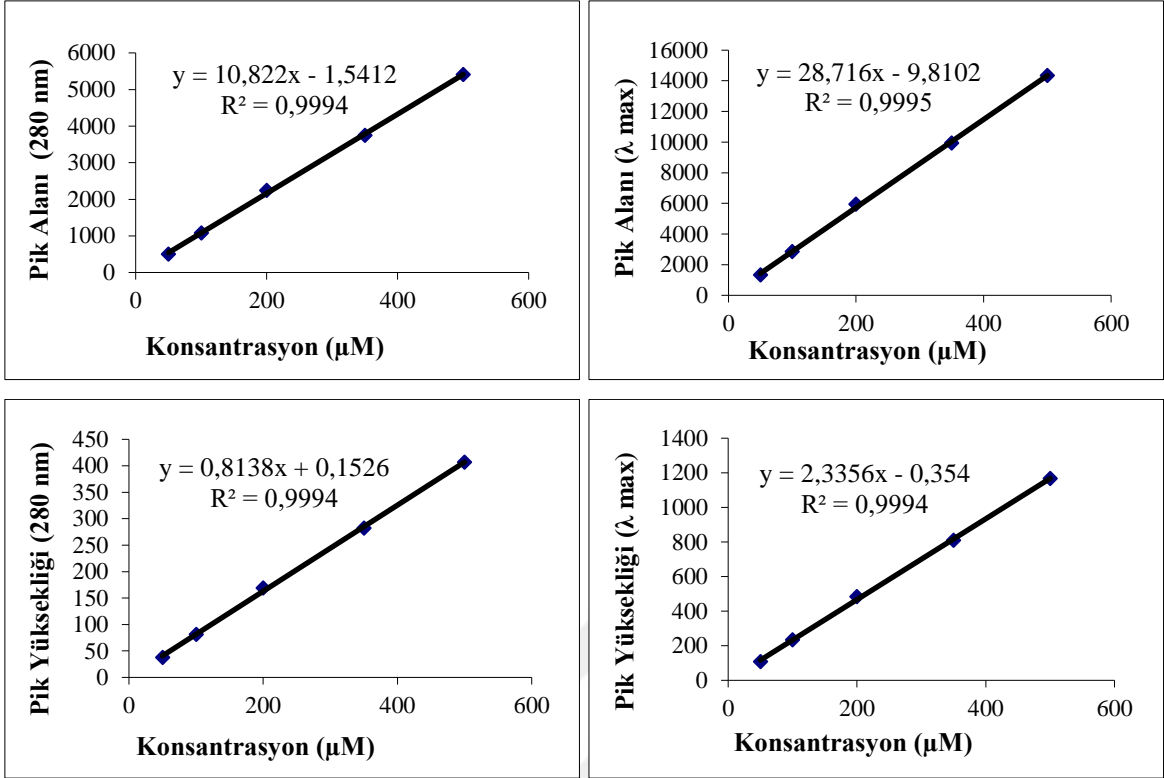 Pik Alanı (280 nm)
6000
5000
4000
3000
2000
1000
0
y = 10,822x - 1,5412
R² = 0,9994
0 200 400 600
Konsantrasyon (µM)
Pik Alanı (λ max)
16000
14000
12000
10000
8000
6000
4000
2000
0
y = 28,716x - 9,8102
R² = 0,9995
0 200 400 600
Konsantrasyon (µM)
Pik Yüksekliği (280 nm)
450
400
350
300
250
200
150
100
50
0
y = 0,8138x + 0,1526
R² = 0,9994
0 200 400 600
Konsantrasyon (µM)
Pik Yüksekliği (λ max)
1400
1200
1000
800
600
400
200
0
y = 2,3356x - 0,354
R² = 0,9994
0 200 400 600
Konsantrasyon (µM)